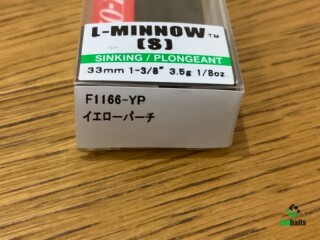 L-MINNOW™
(S)
SINKING / PLONGEANT
33mm 1-3/8" 3.5g 1/8oz.
F1166-YP
イエローパーチ
baits